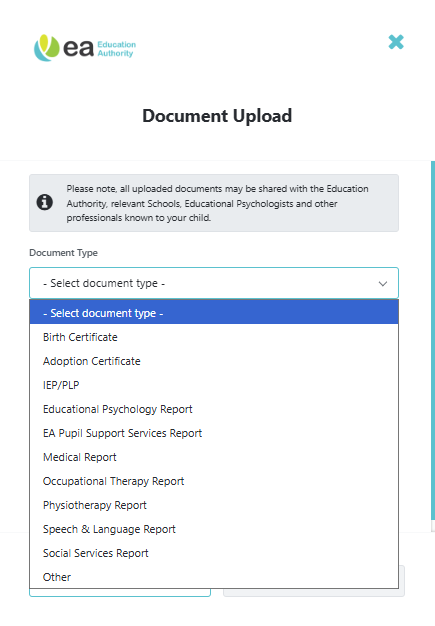 ea Education
Authority
Document Upload
Please note, all uploaded documents may be shared with the Education
Authority, relevant Schools, Educational Psychologists and other
professionals known to your child.
Document Type
- Select document type -
- Select document type -
Birth Certificate
Adoption Certificate
IEP/PLP
Educational Psychology Report
EA Pupil Support Services Report
Medical Report
Occupational Therapy Report
Physiotherapy Report
Speech & Language Report
Social Services Report
Other